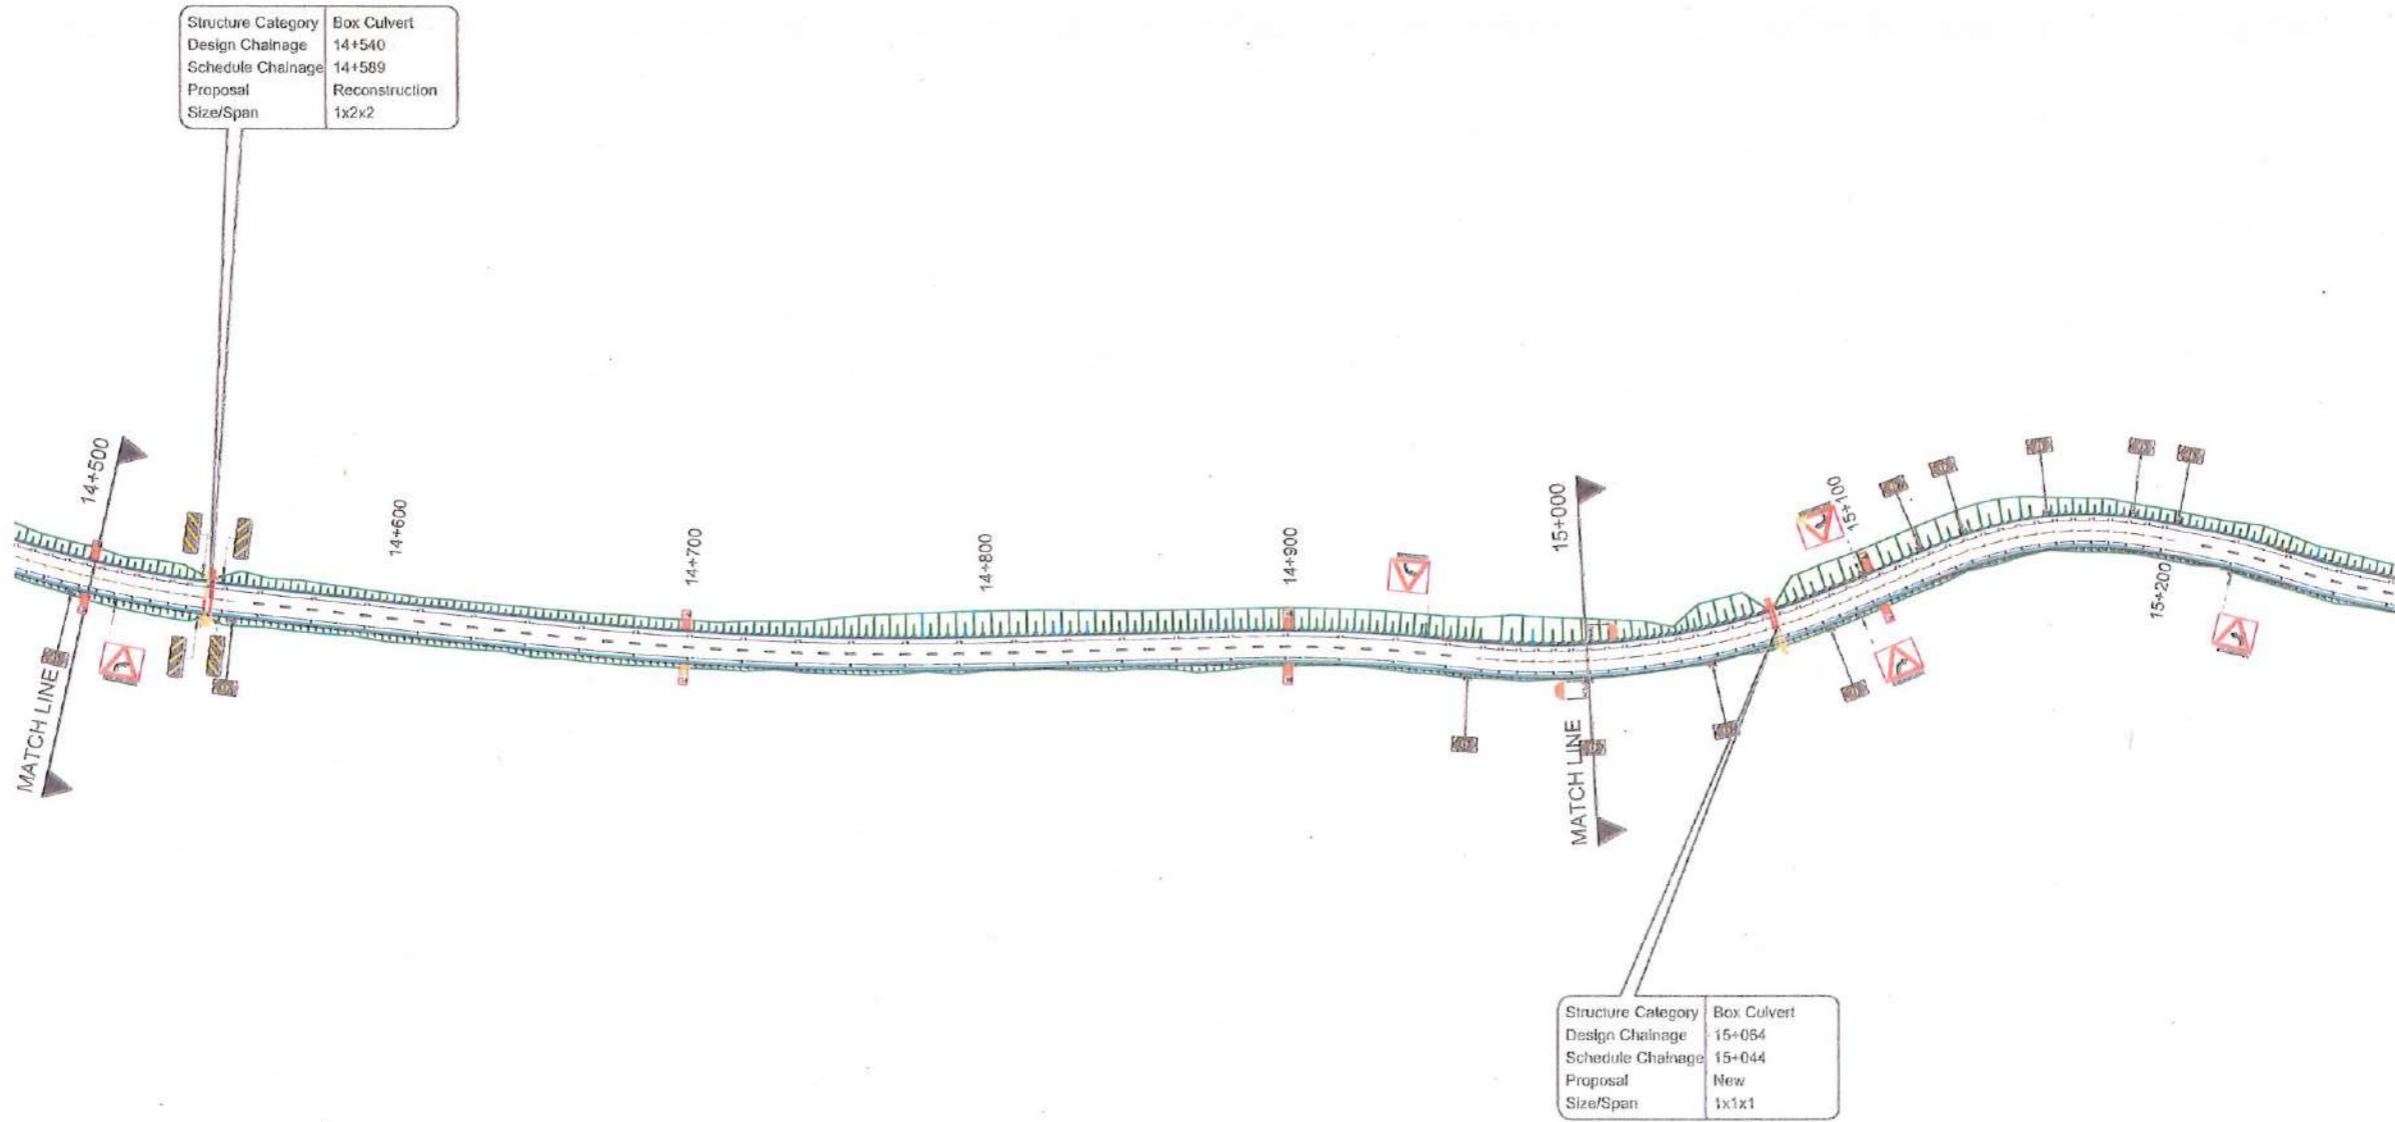 Structure Category Box Culvert
Design Chainage 14+540
Schedule Chainage 14+589
Proposal Reconstruction
Size/Span 1x2x2
14+500
14+600
14+700
14+800
14+900
15+000
15+100
15+200
MATCH LINE
MATCH LINE
Structure Category Box Culvert
Design Chainage 15+064
Schedule Chainage 15+044
Proposal New
Size/Span 1x1x1